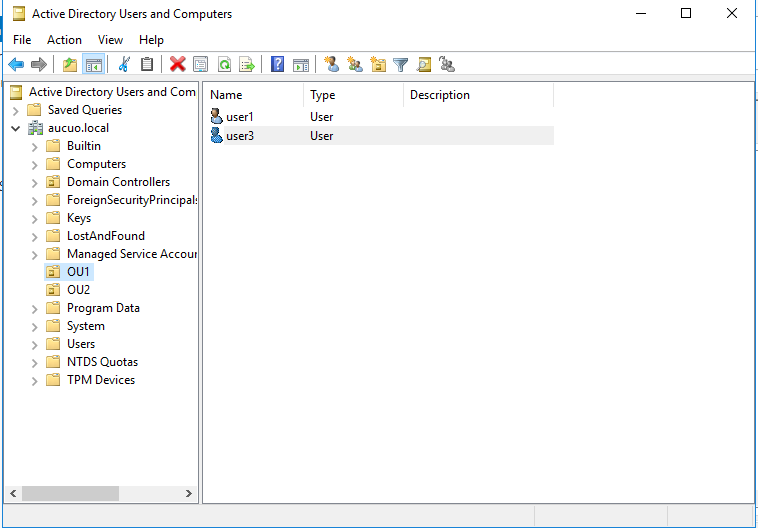 Active Directory Users and Computers
File Action View Help
Active Directory Users and Com
Saved Queries
aucuo.local
Builtin
Computers
Domain Controllers
ForeignSecurityPrincipals
Keys
LostAndFound
Managed Service Accour
OU1
OU2
Program Data
System
Users
NTDS Quotas
TPM Devices
Name Type Description
user1 User
user3 User